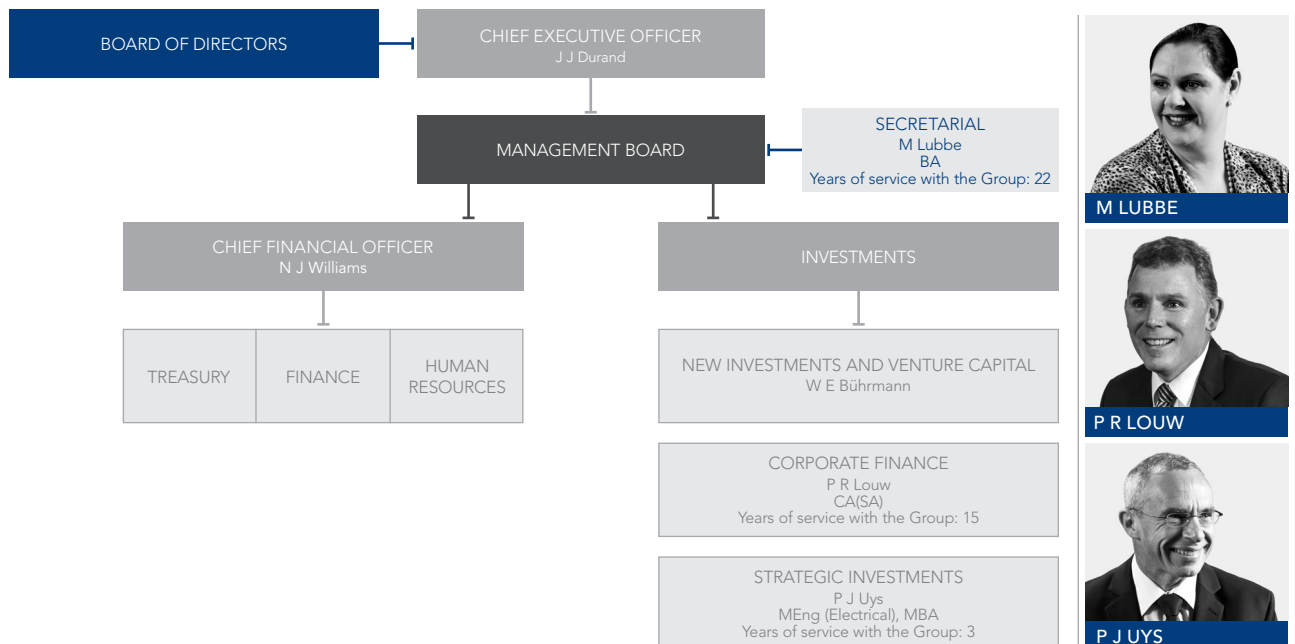 BOARD OF DIRECTORS
CHIEF EXECUTIVE OFFICER
J J Durand
MANAGEMENT BOARD
SECRETARIAL
M Lubbe
BA
Years of service with the Group: 22
CHIEF FINANCIAL OFFICER
N J Williams
INVESTMENTS
TREASURY
FINANCE
HUMAN
RESOURCES
NEW INVESTMENTS AND VENTURE CAPITAL
W E Bührmann
CORPORATE FINANCE
P R Louw
CA(SA)
Years of service with the Group: 15
STRATEGIC INVESTMENTS
P J Uys
MEng (Electrical), MBA
Years of service with the Group: 3
M LUBBE
P R LOUW
P J UYS